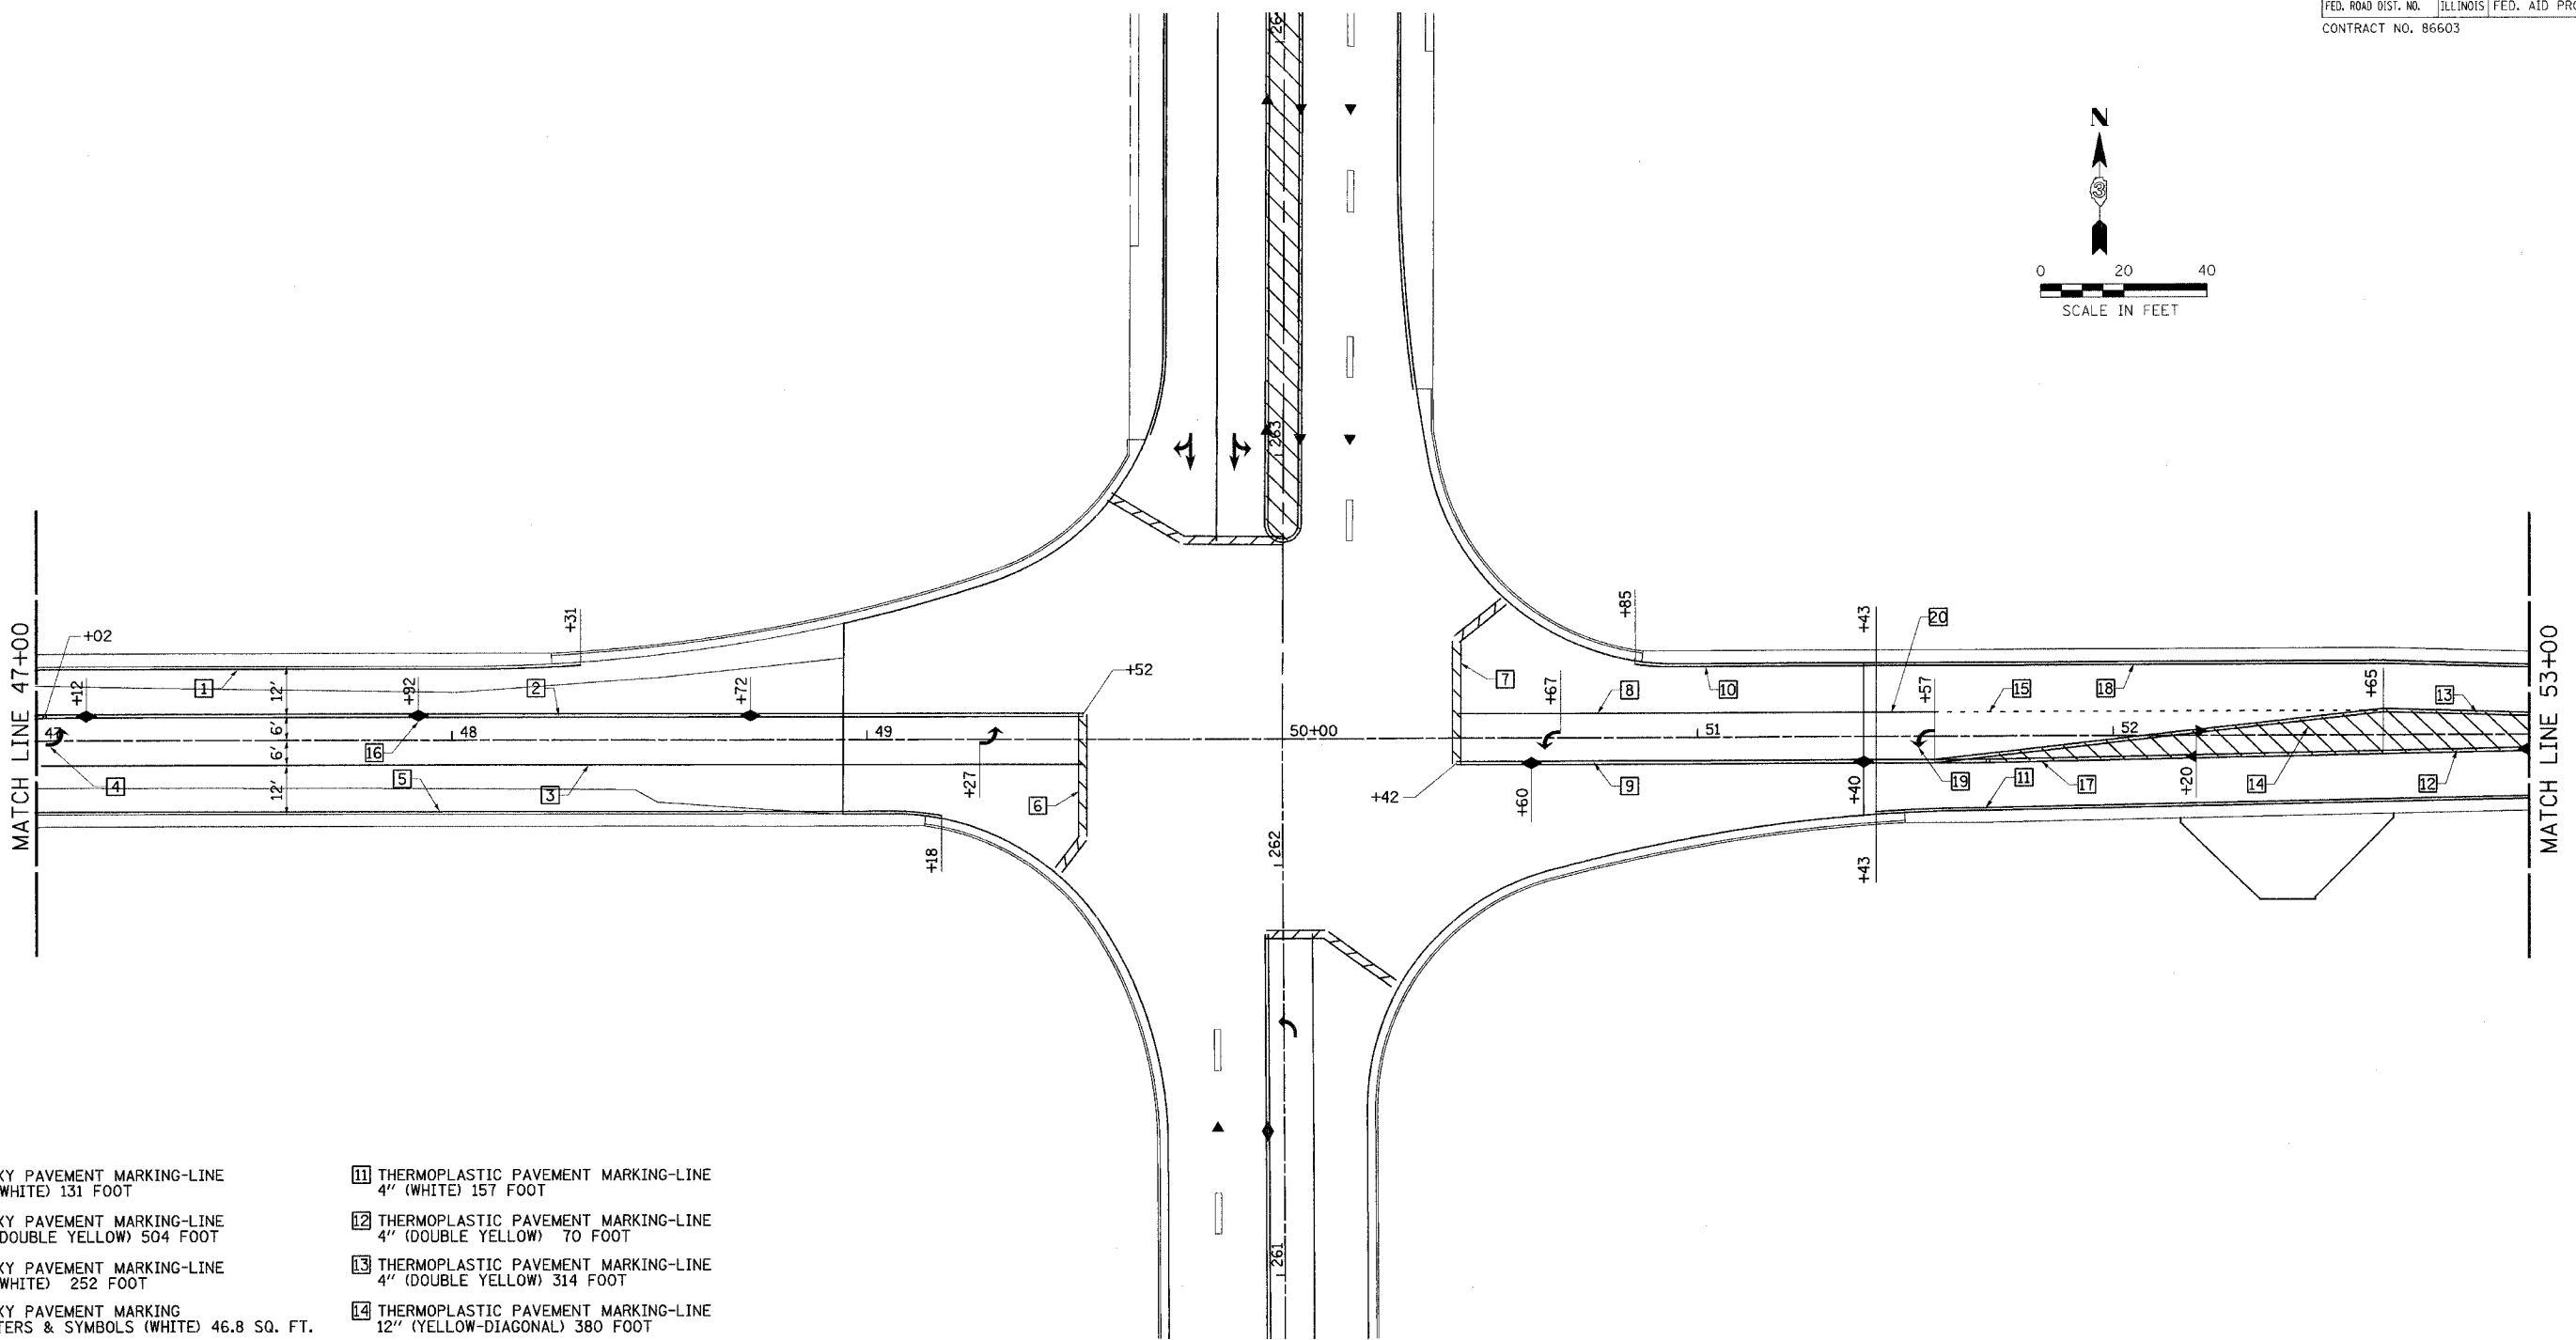 FED. ROAD DIST. NO. ILLINOIS FED. AID PRO
CONTRACT NO. 86603
N
3
0 20 40
SCALE IN FEET
263
MATCH LINE 47+00
+02
+31
+12
1
12'
+92
2
+72
+52
47
6'
48
49
16
6'
4
5
12'
3
+27
6
+18
50+00
262
261
+85
+43
20
7
+67
8
10
+57
15
18
+65
13
51
52
+42
+60
9
+40
19
11
17
+20
14
12
+43
MATCH LINE 53+00
XY PAVEMENT MARKING-LINE
WHITE) 131 FOOT
XY PAVEMENT MARKING-LINE
DOUBLE YELLOW) 504 FOOT
XY PAVEMENT MARKING-LINE
WHITE) 252 FOOT
XY PAVEMENT MARKING
TERS & SYMBOLS (WHITE) 46.8 SQ. FT.
11 THERMOPLASTIC PAVEMENT MARKING-LINE
4" (WHITE) 157 FOOT
12 THERMOPLASTIC PAVEMENT MARKING-LINE
4" (DOUBLE YELLOW) 70 FOOT
13 THERMOPLASTIC PAVEMENT MARKING-LINE
4" (DOUBLE YELLOW) 314 FOOT
14 THERMOPLASTIC PAVEMENT MARKING-LINE
12" (YELLOW-DIAGONAL) 380 FOOT